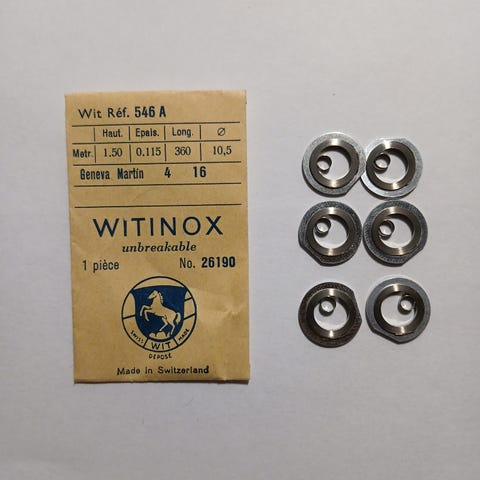 Wit Réf. 546 A
Haut. Epais. Long. Ø
Metr. 1.50 0.115 360 10,5
Geneva Martin 4 16
WITINOX
unbreakable
1 pièce No. 26190
SWISS WIT MADE
DEPOSE
Made in Switzerland